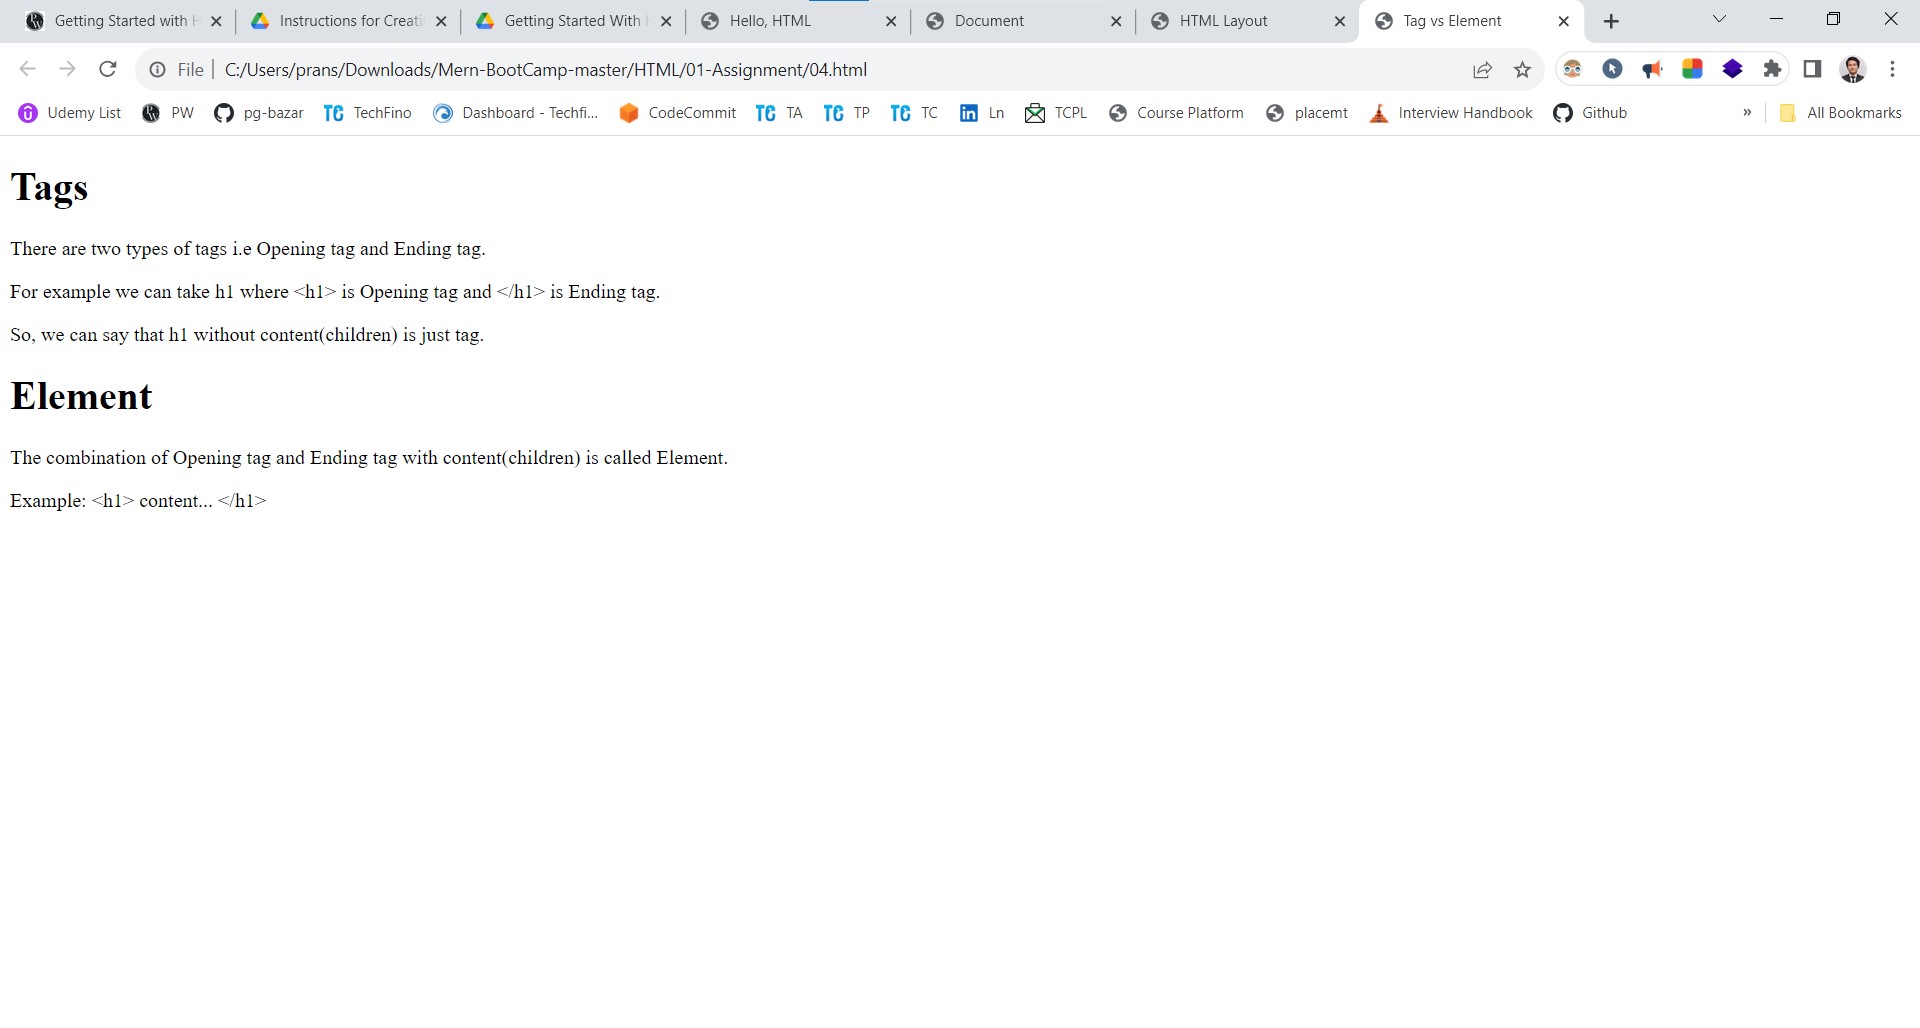 Getting Started with H
Instructions for Creati
Getting Started With H
Hello, HTML
Document
HTML Layout
Tag vs Element
File
C:/Users/prans/Downloads/Mern-BootCamp-master/HTML/01-Assignment/04.html
Udemy List
PW
pg-bazar
TC TechFino
Dashboard - Techfi...
CodeCommit
TC TA
TC TP
TC TC
in Ln
TCPL
Course Platform
placemt
Interview Handbook
Github
»
All Bookmarks
Tags
There are two types of tags i.e Opening tag and Ending tag.
For example we can take h1 where <h1> is Opening tag and </h1> is Ending tag.
So, we can say that h1 without content(children) is just tag.
Element
The combination of Opening tag and Ending tag with content(children) is called Element.
Example: <h1> content... </h1>